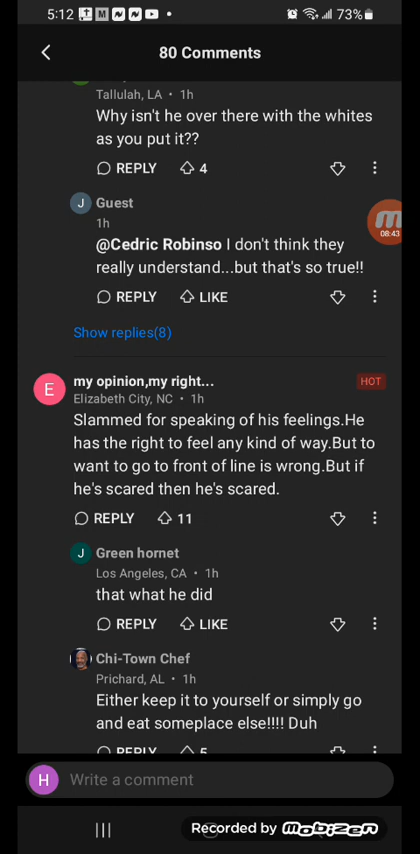 5:12 M 73%
80 Comments
Tallulah, LA • 1h
Why isn't he over there with the whites
as you put it??
REPLY 4
J Guest
1h
08:43
@Cedric Robinso I don't think they
really understand...but that's so true!!
REPLY LIKE
Show replies(8)
E my opinion,my right... HOT
Elizabeth City, NC • 1h
Slammed for speaking of his feelings.He
has the right to feel any kind of way.But to
want to go to front of line is wrong.But if
he's scared then he's scared.
REPLY 11
J Green hornet
Los Angeles, CA • 1h
that what he did
REPLY LIKE
Chi-Town Chef
Prichard, AL • 1h
Either keep it to yourself or simply go
and eat someplace else!!!! Duh
REPLY 5
H Write a comment
Recorded by mobizen